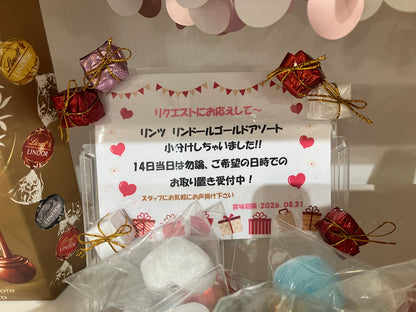 リクエストにお応えして～
リンツ リンドールゴールドアソート
小分けしちゃいました!!
14日当日は勿論、ご希望の日時での
お取り置き受付中！
スタッフにお気軽にお声掛け下さい
賞味期限 2026. 08.31
Lindt
LINDOR
Lindt
LINDOR